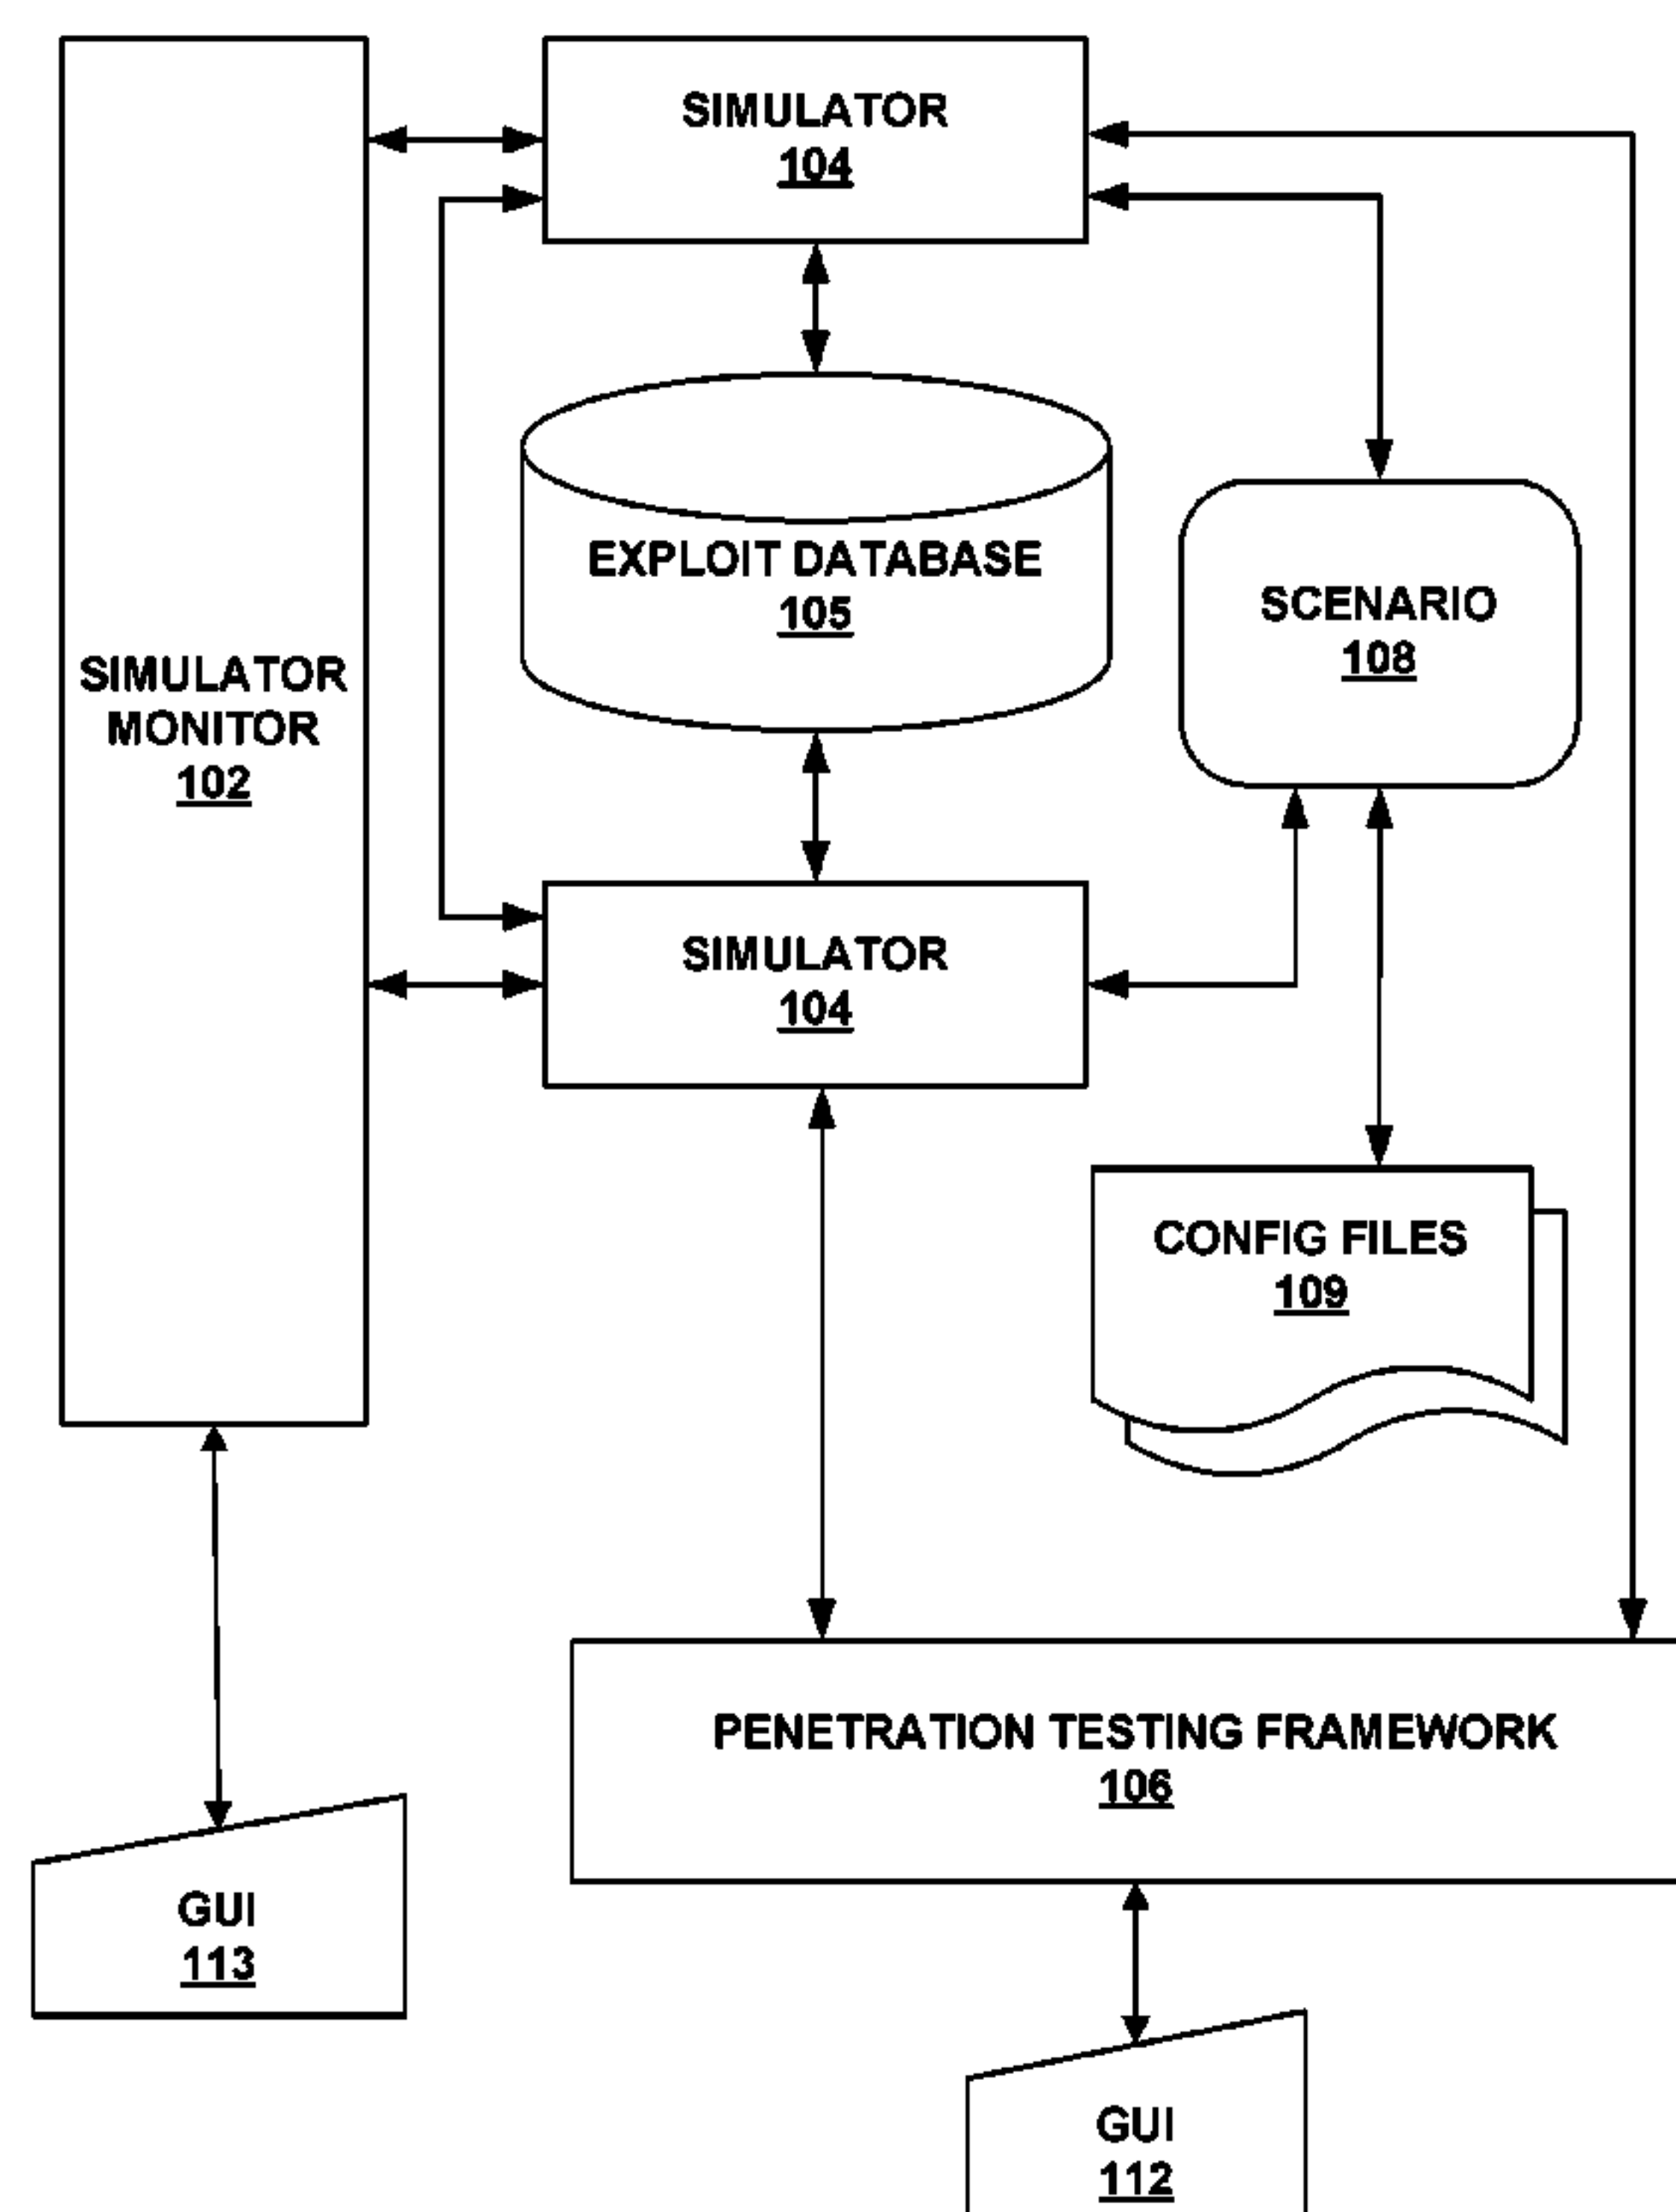 SIMULATOR
104
EXPLOIT DATABASE
105
SCENARIO
108
SIMULATOR
MONITOR
102
SIMULATOR
104
CONFIG FILES
109
PENETRATION TESTING FRAMEWORK
106
GUI
113
GUI
112